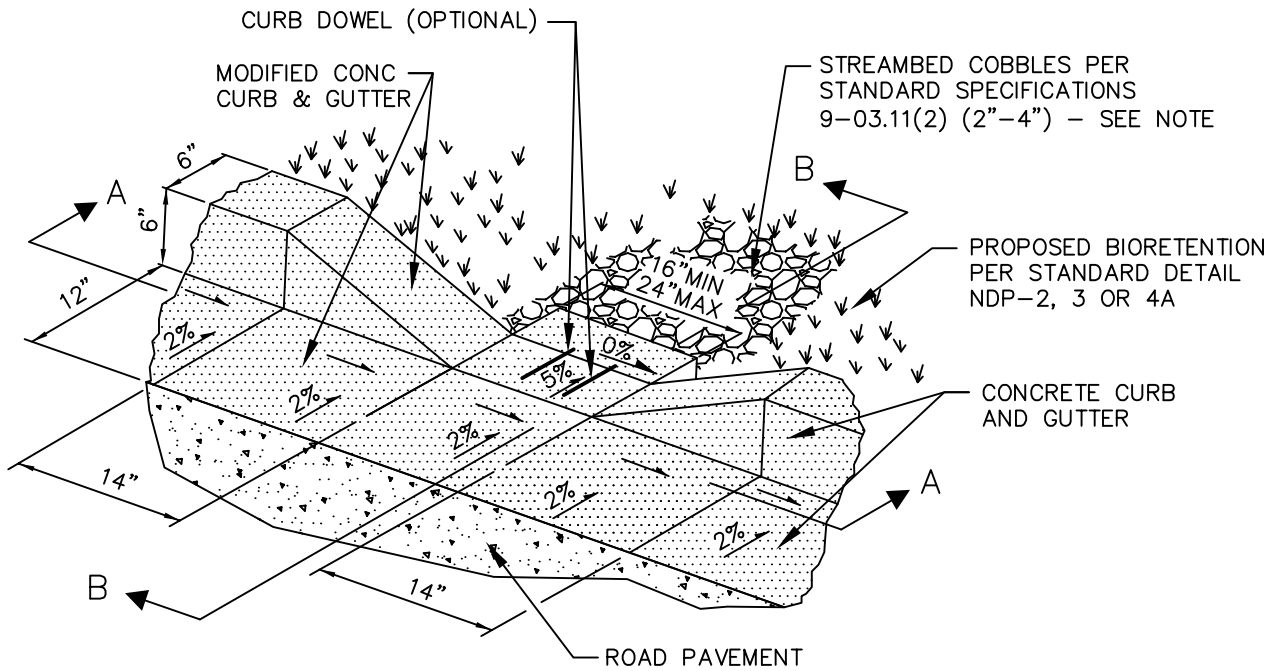 CURB DOWEL (OPTIONAL)
MODIFIED CONC
CURB & GUTTER
STREAMBED COBBLES PER
STANDARD SPECIFICATIONS
9-03.11(2) (2"-4") - SEE NOTE
B
6"
A
6"
PROPOSED BIORETENTION
PER STANDARD DETAIL
NDP-2, 3 OR 4A
16"MIN
24"MAX
12"
2%
0%
5%
2%
CONCRETE CURB
AND GUTTER
2%
2%
2%
A
14"
B
14"
ROAD PAVEMENT